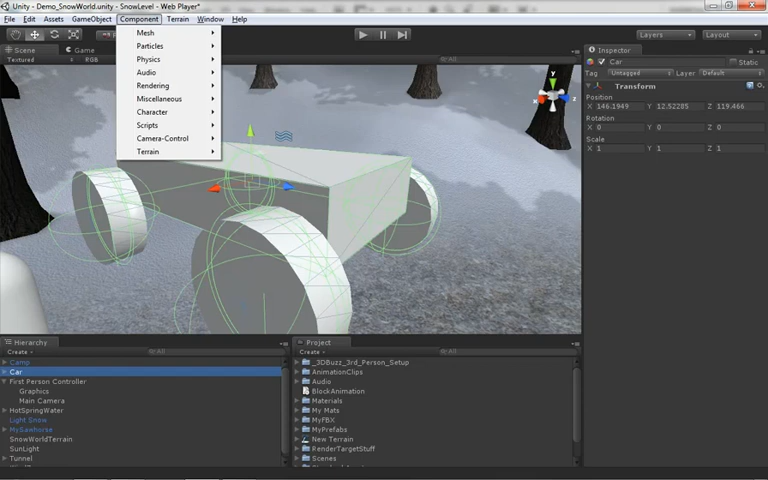 Unity - Demo_SnowWorld.unity - SnowLevel - Web Player*
File Edit Assets GameObject Component Terrain Window Help
Layers Layout
Scene Game
Textured RGB All
Mesh
Particles
Physics
Audio
Rendering
Miscellaneous
Character
Scripts
Camera-Control
Terrain
y
x z
Inspector
Car Static
Tag Untagged Layer Default
Transform
Position
X 146.1949 Y 12.52285 Z 119.466
Rotation
X 0 Y 0 Z 0
Scale
X 1 Y 1 Z 1
Hierarchy
Create All
Camp
Car
First Person Controller
Graphics
Main Camera
HotSpringWater
Light Snow
MySawhorse
SnowWorldTerrain
SunLight
Tunnel
Project
Create All
_3DBuzz_3rd_Person_Setup
AnimationClips
Audio
BlockAnimation
Materials
My Mats
MyFBX
MyPrefabs
New Terrain
RenderTargetStuff
Scenes